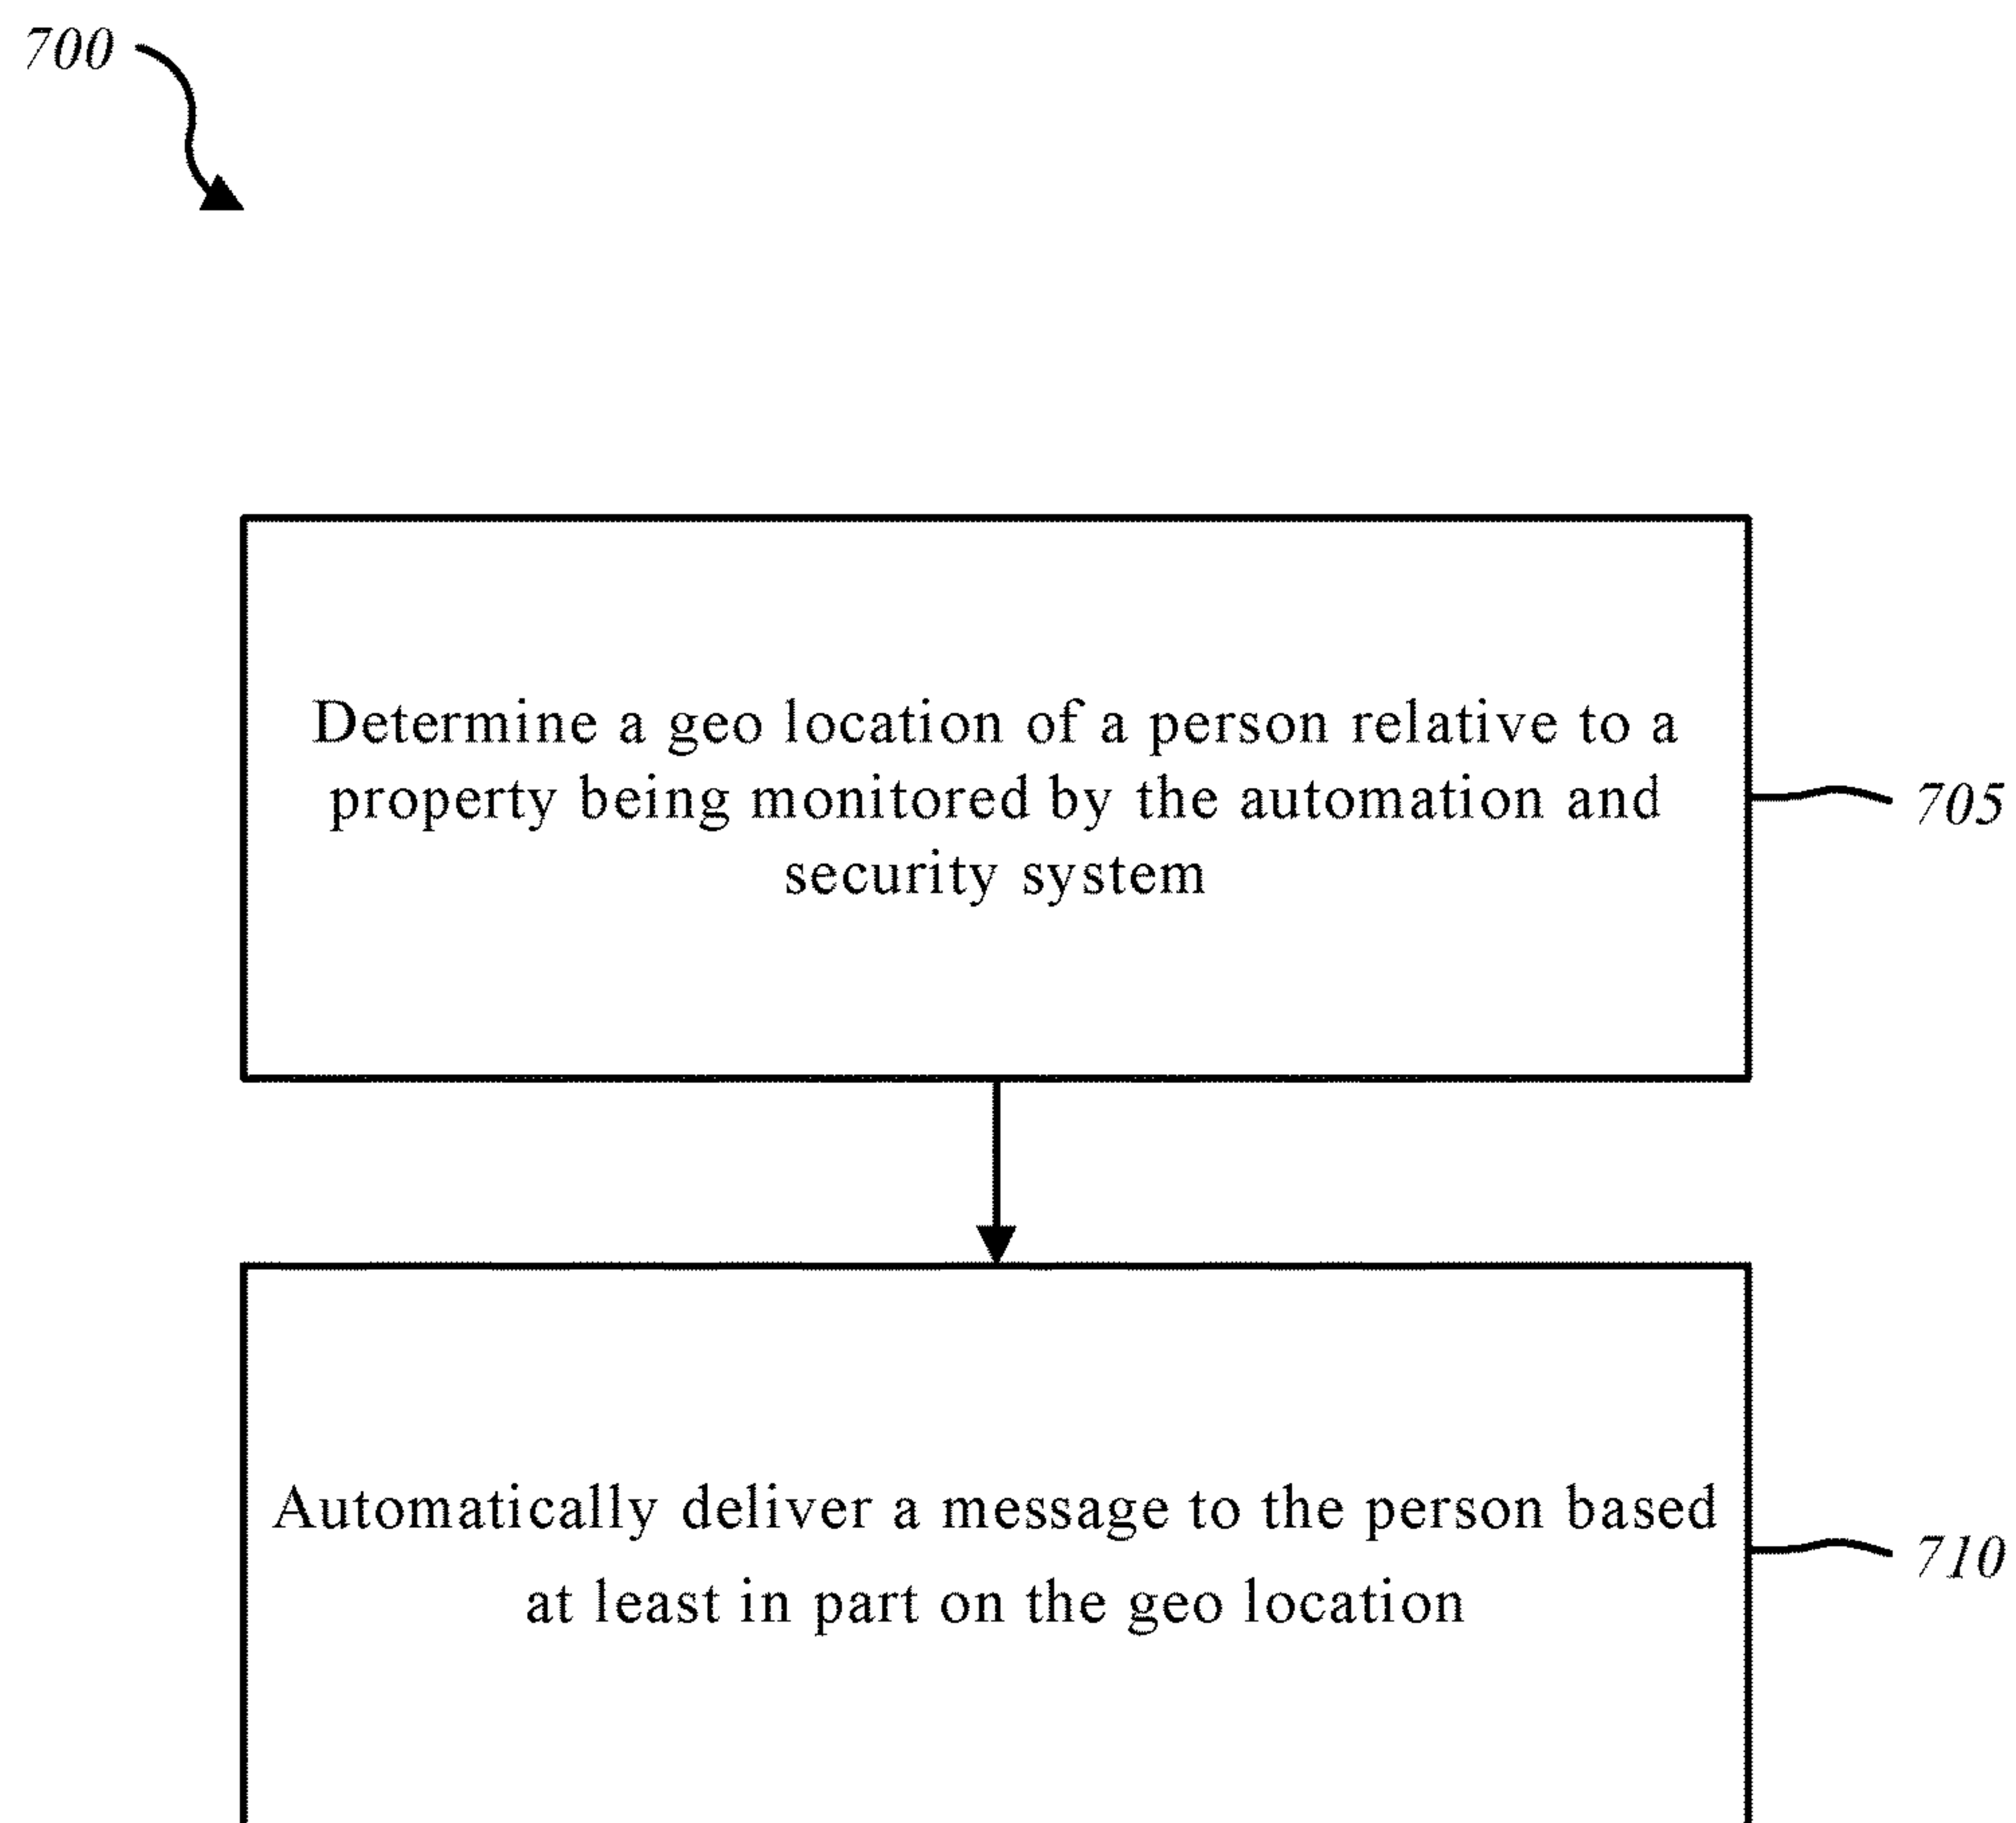 700
Determine a geo location of a person relative to a
property being monitored by the automation and
security system
705
Automatically deliver a message to the person based
at least in part on the geo location
710